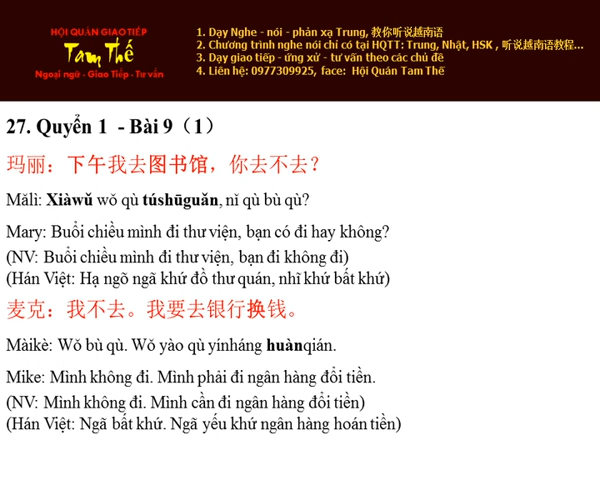 HỘI QUÁN GIAO TIẾP
Tam Thế
Ngoại ngữ - Giao Tiếp - Tư vấn
1. Dạy Nghe - nói - phản xạ Trung, 教你听说越南语
2. Chương trình nghe nói chỉ có tại HQTT: Trung, Nhật, HSK , 听说越南语教程...
3. Dạy giao tiếp - ứng xử - tư vấn theo các chủ đề
4. Liên hệ: 0977309925, face: Hội Quán Tam Thế
27. Quyển 1 - Bài 9（1）
玛丽：下午我去图书馆，你去不去？
Mǎlì: Xiàwǔ wǒ qù túshūguǎn, nǐ qù bù qù?
Mary: Buổi chiều mình đi thư viện, bạn có đi hay không?
(NV: Buổi chiều mình đi thư viện, bạn đi không đi)
(Hán Việt: Hạ ngõ ngã khứ đồ thư quán, nhĩ khứ bất khứ)
麦克：我不去。我要去银行换钱。
Màikè: Wǒ bù qù. Wǒ yào qù yínháng huànqián.
Mike: Mình không đi. Mình phải đi ngân hàng đổi tiền.
(NV: Mình không đi. Mình cần đi ngân hàng đổi tiền)
(Hán Việt: Ngã bất khứ. Ngã yếu khứ ngân hàng hoán tiền)